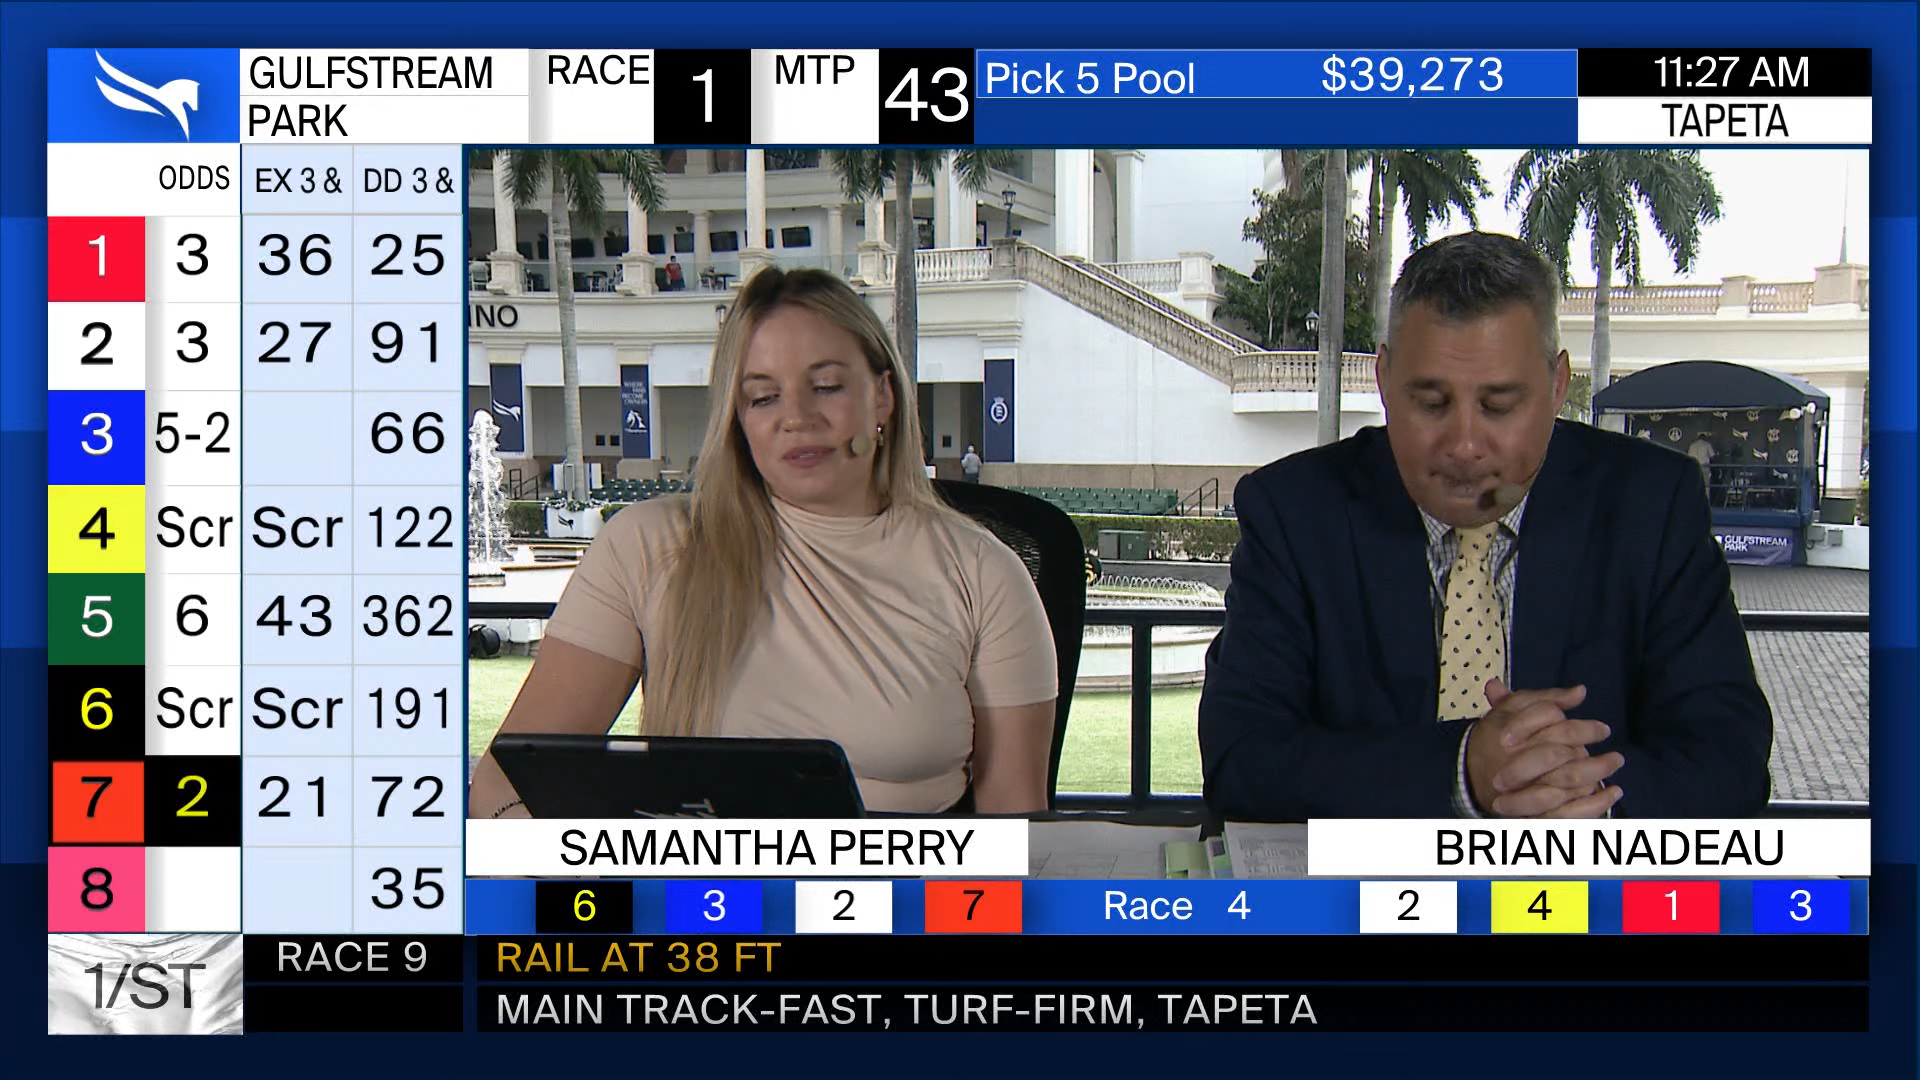 GULFSTREAM
PARK
RACE 1 MTP 43
Pick 5 Pool $39,273
11:27 AM
TAPETA
ODDS EX 3 & DD 3 &
1 3 36 25
2 3 27 91
3 5-2 66
4 Scr Scr 122
5 6 43 362
6 Scr Scr 191
7 2 21 72
8 35
INO
GULFSTREAM
PARK
SAMANTHA PERRY
BRIAN NADEAU
6 3 2 7 Race 4 2 4 1 3
1/ST
RACE 9
RAIL AT 38 FT
MAIN TRACK-FAST, TURF-FIRM, TAPETA